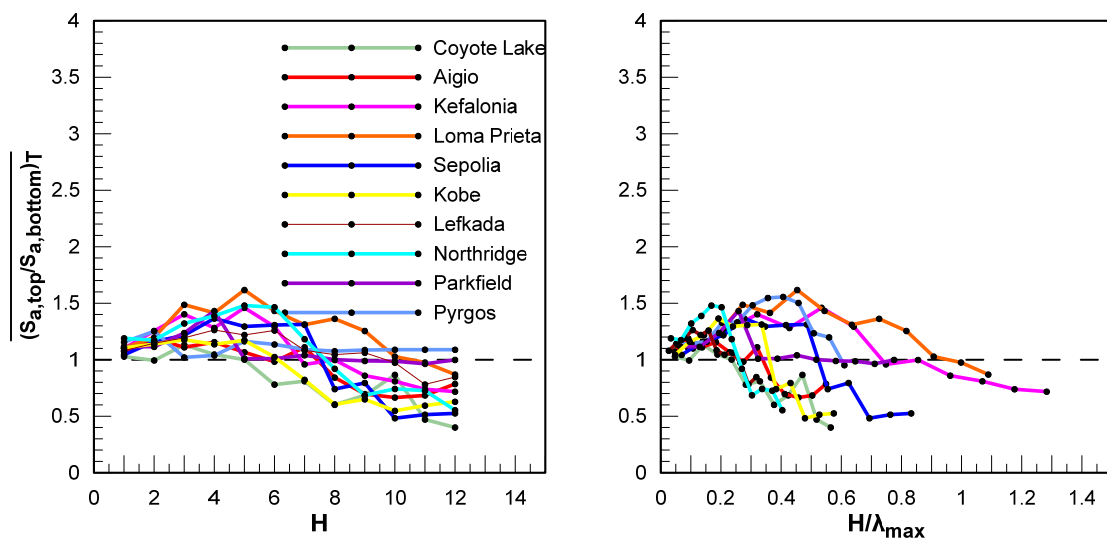 4
3.5
3
2.5
2
1.5
1
0.5
0
(Sa,top/Sa,bottom)T
0 2 4 6 8 10 12 14
H
Coyote Lake
Aigio
Kefalonia
Loma Prieta
Sepolia
Kobe
Lefkada
Northridge
Parkfield
Pyrgos
4
3.5
3
2.5
2
1.5
1
0.5
0
0 0.2 0.4 0.6 0.8 1 1.2 1.4
H/λmax